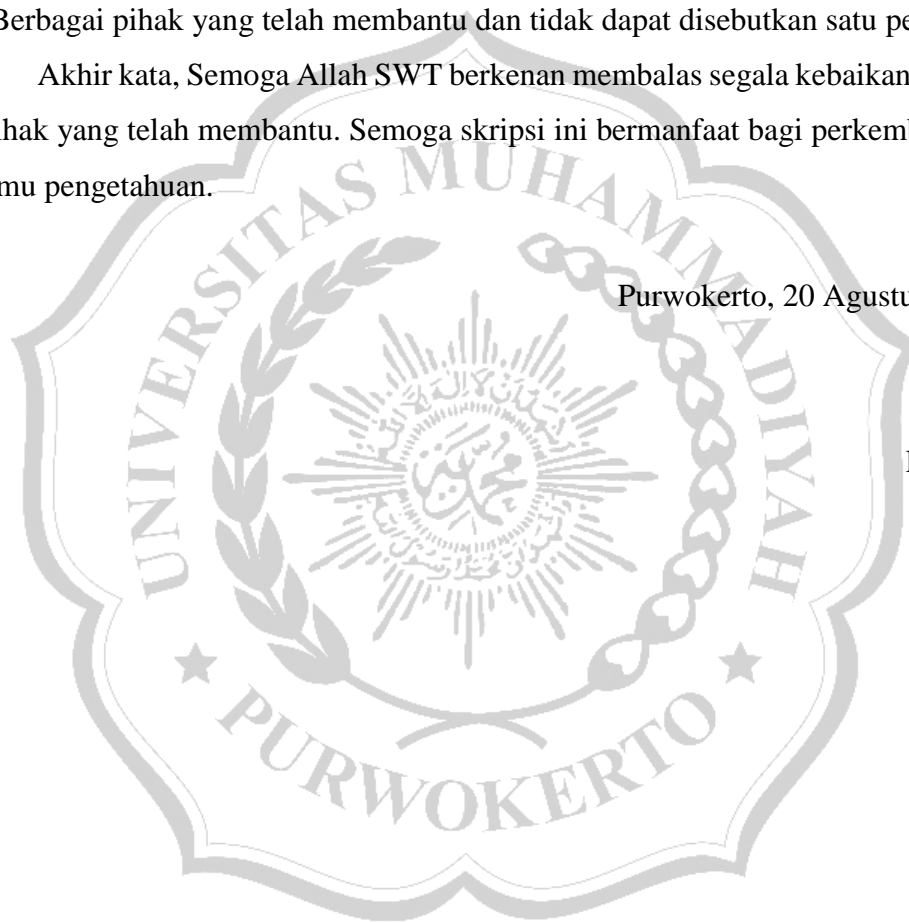 Berbagai pihak yang telah membantu dan tidak dapat disebutkan satu pe
Akhir kata, Semoga Allah SWT berkenan membalas segala kebaikan
ihak yang telah membantu. Semoga skripsi ini bermanfaat bagi perkemb
mu pengetahuan.
UNIVERSITAS MUHAMMADIYAH
Purwokerto, 20 Agustu
PURWOKERTO